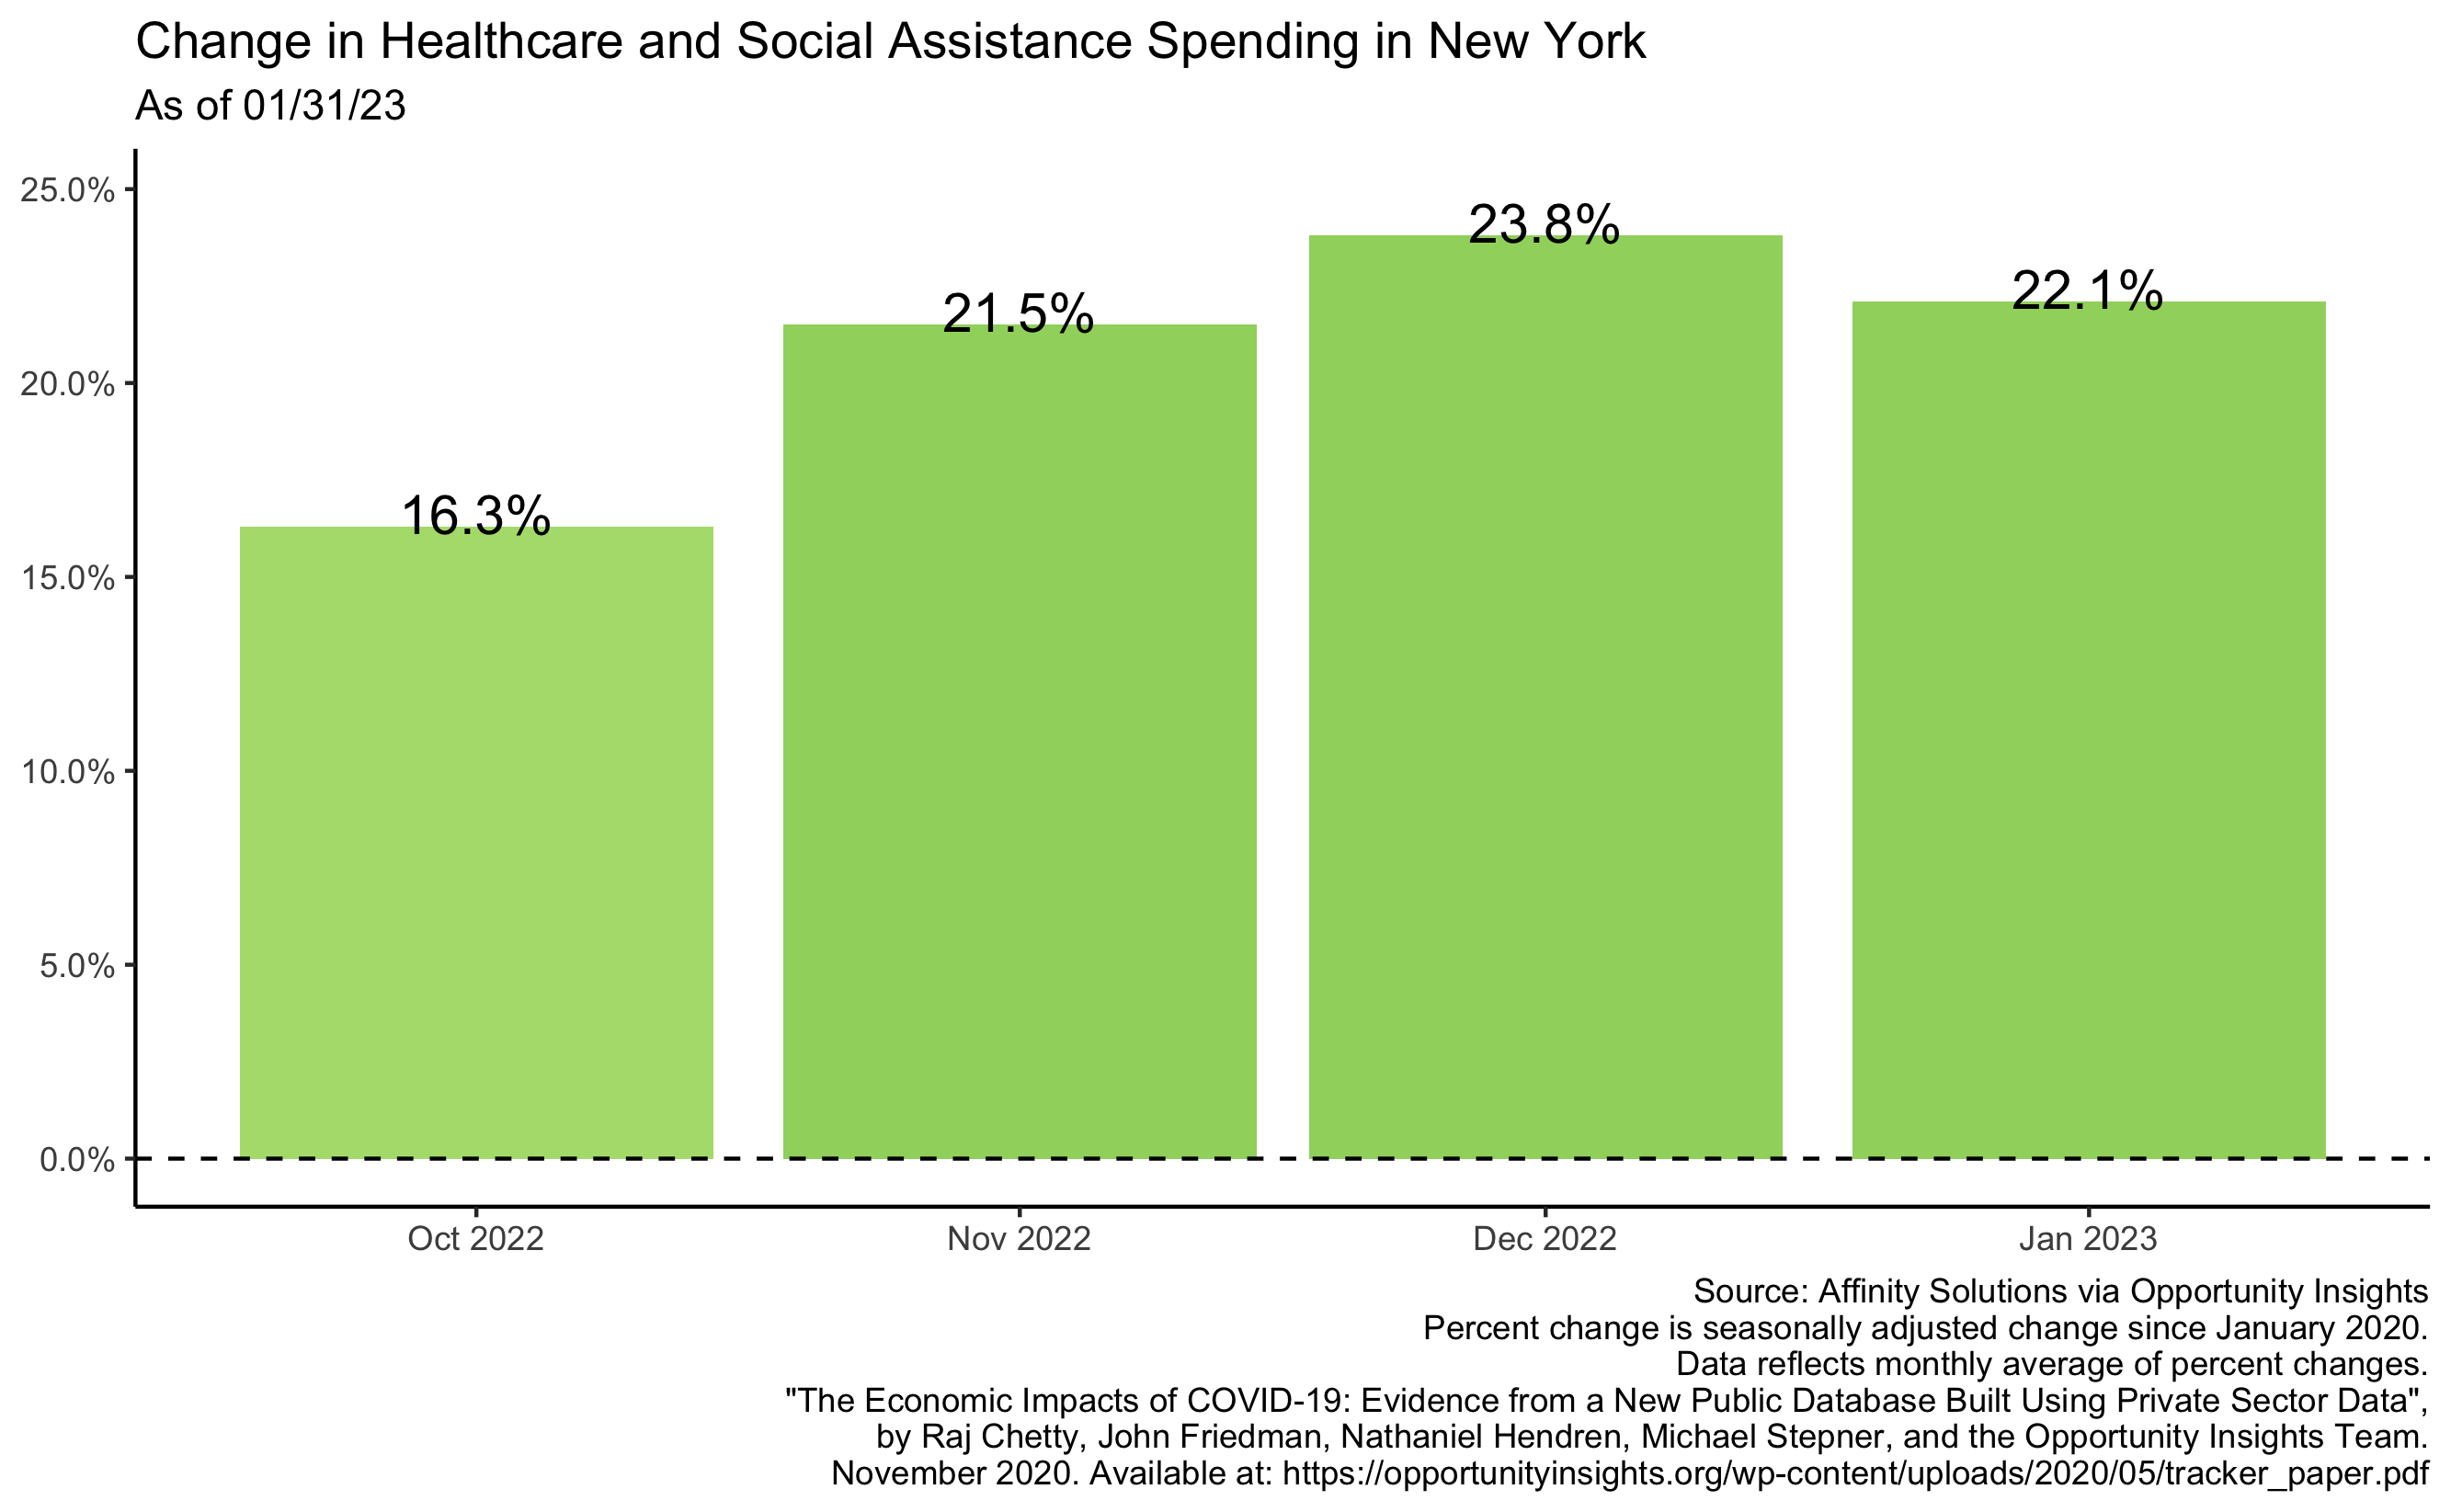 Change in Healthcare and Social Assistance Spending in New York
As of 01/31/23
25.0%
20.0%
15.0%
10.0%
5.0%
0.0%
16.3%
21.5%
23.8%
22.1%
Oct 2022
Nov 2022
Dec 2022
Jan 2023
Source: Affinity Solutions via Opportunity Insights
Percent change is seasonally adjusted change since January 2020.
Data reflects monthly average of percent changes.
"The Economic Impacts of COVID-19: Evidence from a New Public Database Built Using Private Sector Data",
by Raj Chetty, John Friedman, Nathaniel Hendren, Michael Stepner, and the Opportunity Insights Team.
November 2020. Available at: https://opportunityinsights.org/wp-content/uploads/2020/05/tracker_paper.pdf